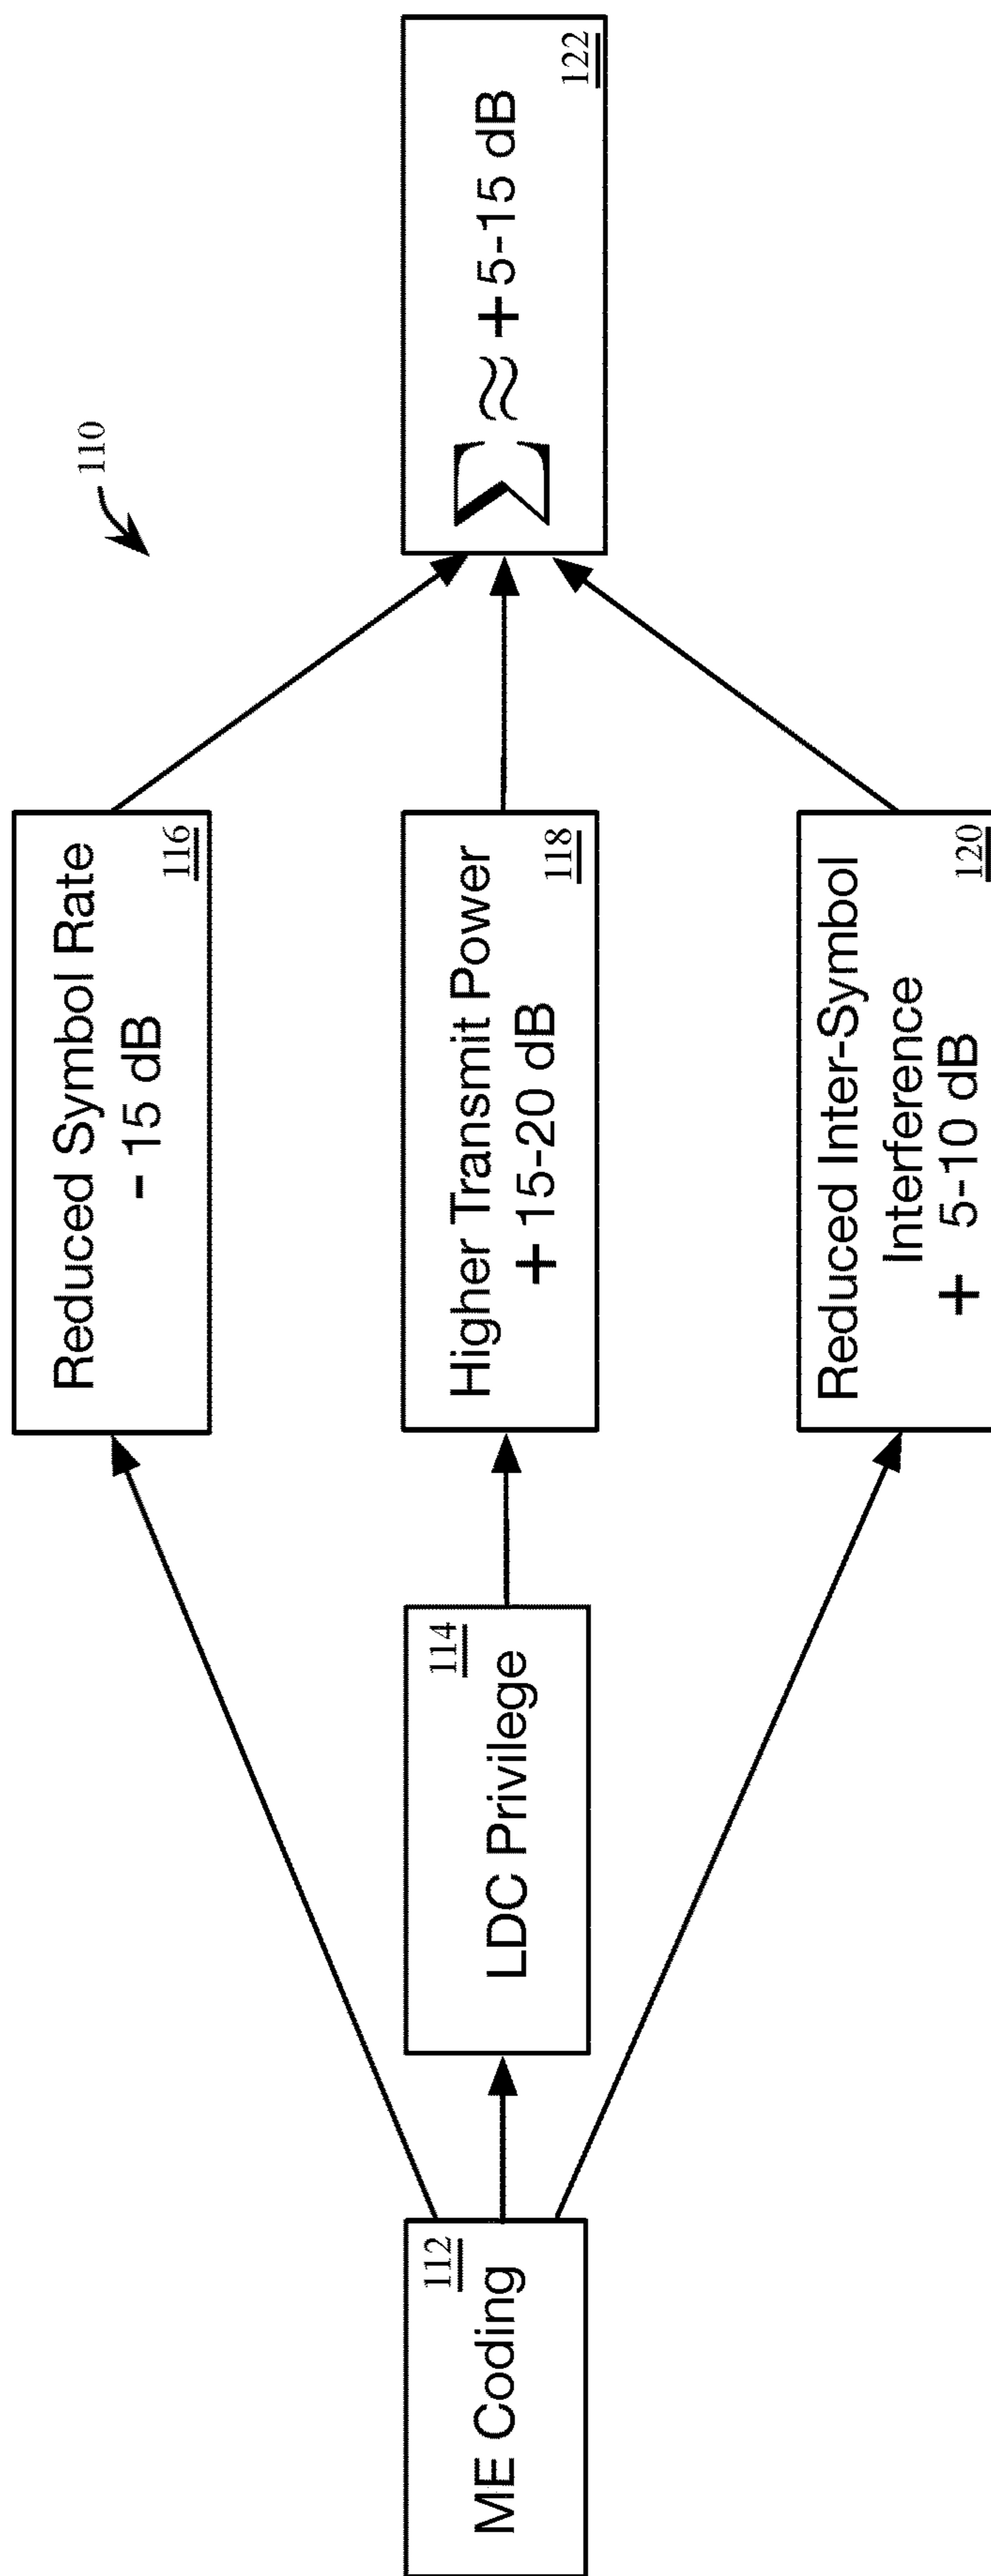 110
ME Coding
112
LDC Privilege
114
Reduced Symbol Rate
- 15 dB
116
Higher Transmit Power
+ 15-20 dB
118
Reduced Inter-Symbol
Interference
+ 5-10 dB
120
Σ ≈ +5-15 dB
122